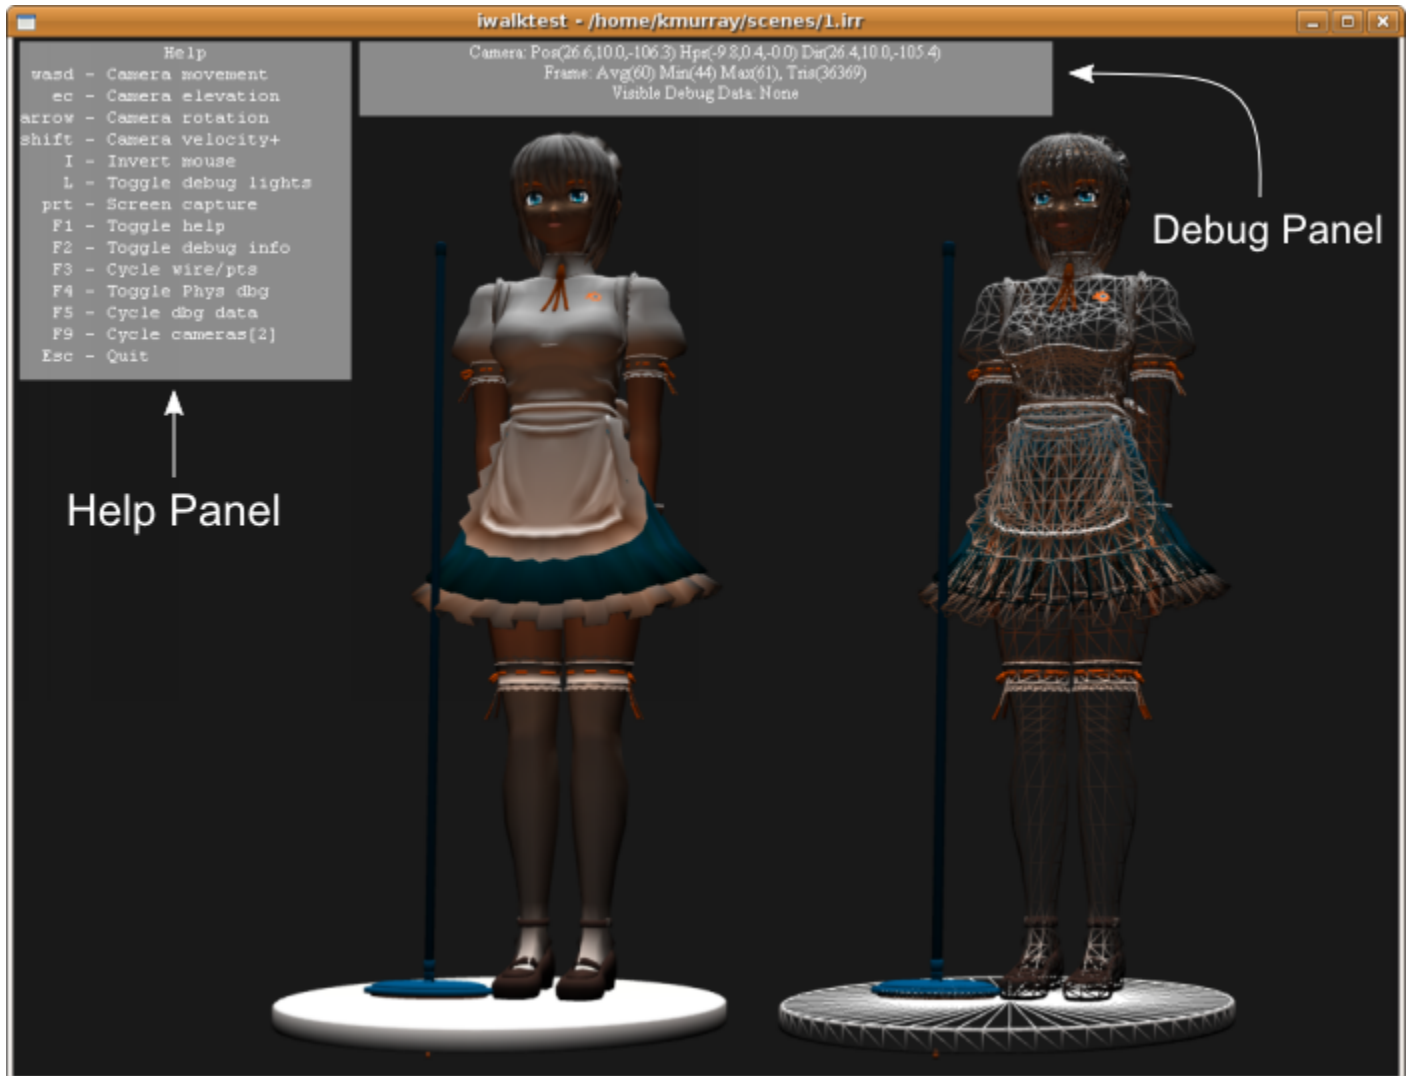 iwalktest - /home/kmurray/scenes/1.irr
Help
wasd - Camera movement
ec - Camera elevation
arrow - Camera rotation
shift - Camera velocity+
I - Invert mouse
L - Toggle debug lights
prt - Screen capture
F1 - Toggle help
F2 - Toggle debug info
F3 - Cycle wire/pts
F4 - Toggle Phys dbg
F5 - Cycle dbg data
F9 - Cycle cameras[2]
Esc - Quit
Camera: Pos(26.6,10.0,-106.3) Hpr(-9.8,0.4,-0.0) Dir(26.4,10.0,-105.4)
Frame: Avg(60) Min(44) Max(61), Tris(36369)
Visible Debug Data: None
Debug Panel
Help Panel